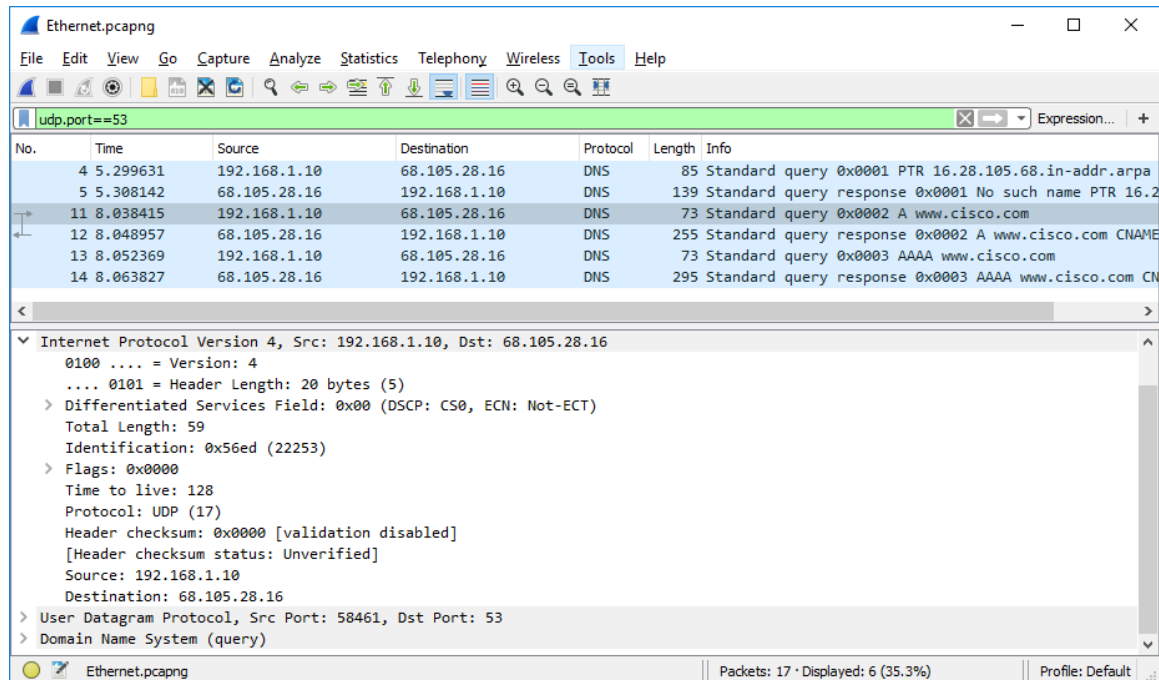 Ethernet.pcapng
File Edit View Go Capture Analyze Statistics Telephony Wireless Tools Help
udp.port==53 Expression... +
No. Time Source Destination Protocol Length Info
4 5.299631 192.168.1.10 68.105.28.16 DNS 85 Standard query 0x0001 PTR 16.28.105.68.in-addr.arpa
5 5.308142 68.105.28.16 192.168.1.10 DNS 139 Standard query response 0x0001 No such name PTR 16.2
11 8.038415 192.168.1.10 68.105.28.16 DNS 73 Standard query 0x0002 A www.cisco.com
12 8.048957 68.105.28.16 192.168.1.10 DNS 255 Standard query response 0x0002 A www.cisco.com CNAME
13 8.052369 192.168.1.10 68.105.28.16 DNS 73 Standard query 0x0003 AAAA www.cisco.com
14 8.063827 68.105.28.16 192.168.1.10 DNS 295 Standard query response 0x0003 AAAA www.cisco.com CN
Internet Protocol Version 4, Src: 192.168.1.10, Dst: 68.105.28.16
0100 .... = Version: 4
.... 0101 = Header Length: 20 bytes (5)
Differentiated Services Field: 0x00 (DSCP: CS0, ECN: Not-ECT)
Total Length: 59
Identification: 0x56ed (22253)
Flags: 0x0000
Time to live: 128
Protocol: UDP (17)
Header checksum: 0x0000 [validation disabled]
[Header checksum status: Unverified]
Source: 192.168.1.10
Destination: 68.105.28.16
User Datagram Protocol, Src Port: 58461, Dst Port: 53
Domain Name System (query)
Ethernet.pcapng Packets: 17 · Displayed: 6 (35.3%) Profile: Default